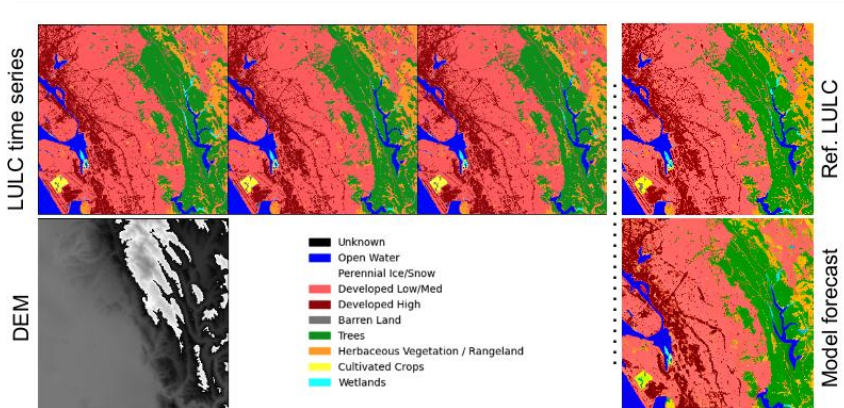 LULC time series
Ref. LULC
DEM
Unknown
Open Water
Perennial Ice/Snow
Developed Low/Med
Developed High
Barren Land
Trees
Herbaceous Vegetation / Rangeland
Cultivated Crops
Wetlands
Model forecast